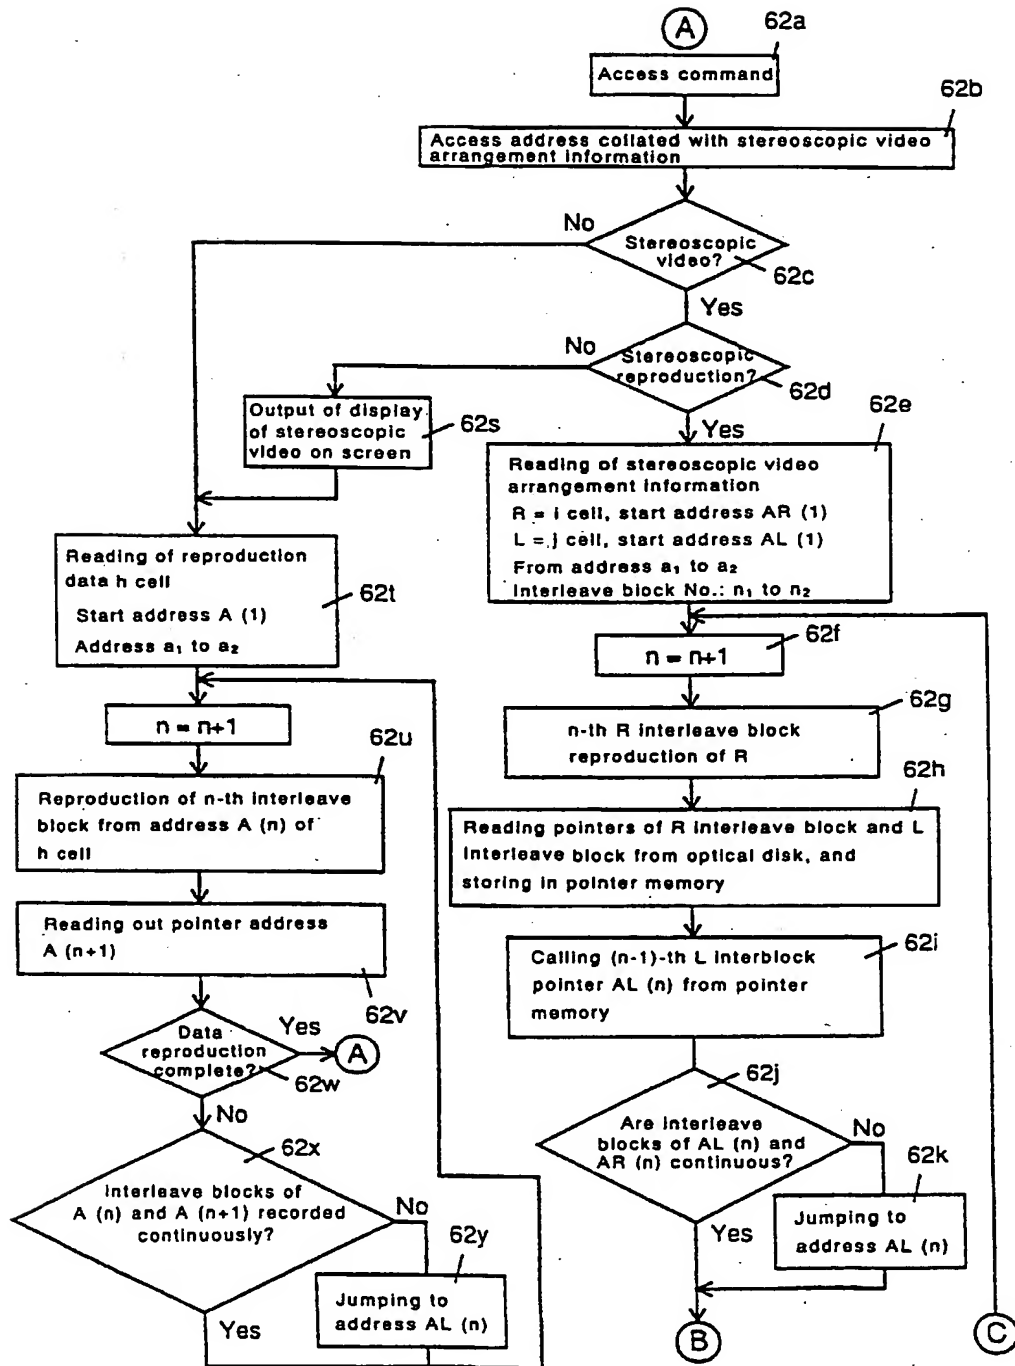 A
62a
Access command
62b
Access address collated with stereoscopic video
arrangement information
No
Stereoscopic
video?
62c
Yes
No
Stereoscopic
reproduction?
62d
Output of display
of stereoscopic
video on screen
62s
Yes
62e
Reading of stereoscopic video
arrangement information
R = i cell, start address AR (1)
L = j cell, start address AL (1)
From address a₁ to a₂
Interleave block No.: n₁ to n₂
Reading of reproduction
data h cell
Start address A (1)
Address a₁ to a₂
62t
62f
n = n+1
n = n+1
62g
n-th R interleave block
reproduction of R
62u
Reproduction of n-th interleave
block from address A (n) of
h cell
62h
Reading pointers of R interleave block and L
interleave block from optical disk, and
storing in pointer memory
Reading out pointer address
A (n+1)
62v
62i
Calling (n-1)-th L interblock
pointer AL (n) from pointer
memory
Data
reproduction
complete?
Yes
A
62w
No
62j
Are interleave
blocks of AL (n) and
AR (n) continuous?
No
62k
Jumping to
address AL (n)
Yes
62x
Interleave blocks of
A (n) and A (n+1) recorded
continuously?
No
62y
Jumping to
address AL (n)
Yes
B
C